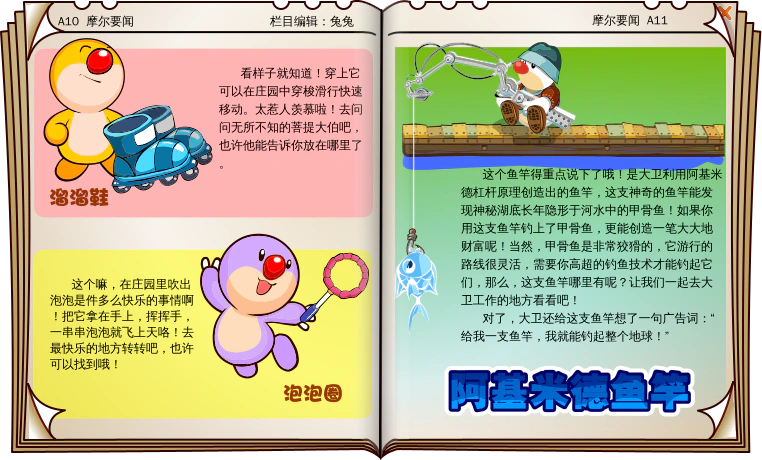 A10 摩尔要闻
栏目编辑：兔兔
看样子就知道！穿上它
可以在庄园中穿梭滑行快速
移动。太惹人羡慕啦！去问
问无所不知的菩提大伯吧，
也许他能告诉你放在哪里了
。
溜溜鞋
这个嘛，在庄园里吹出
泡泡是件多么快乐的事情啊
！把它拿在手上，挥挥手，
一串串泡泡就飞上天咯！去
最快乐的地方转转吧，也许
可以找到哦！
泡泡圈
摩尔要闻 A11
这个鱼竿得重点说下了哦！是大卫利用阿基米
德杠杆原理创造出的鱼竿，这支神奇的鱼竿能发
现神秘湖底长年隐形于河水中的甲骨鱼！如果你
用这支鱼竿钓上了甲骨鱼，更能创造一笔大大地
财富呢！当然，甲骨鱼是非常狡猾的，它游行的
路线很灵活，需要你高超的钓鱼技术才能钓起它
们，那么，这支鱼竿哪里有呢？让我们一起去大
卫工作的地方看看吧！
对了，大卫还给这支鱼竿想了一句广告词：“
给我一支鱼竿，我就能钓起整个地球！”
阿基米德鱼竿